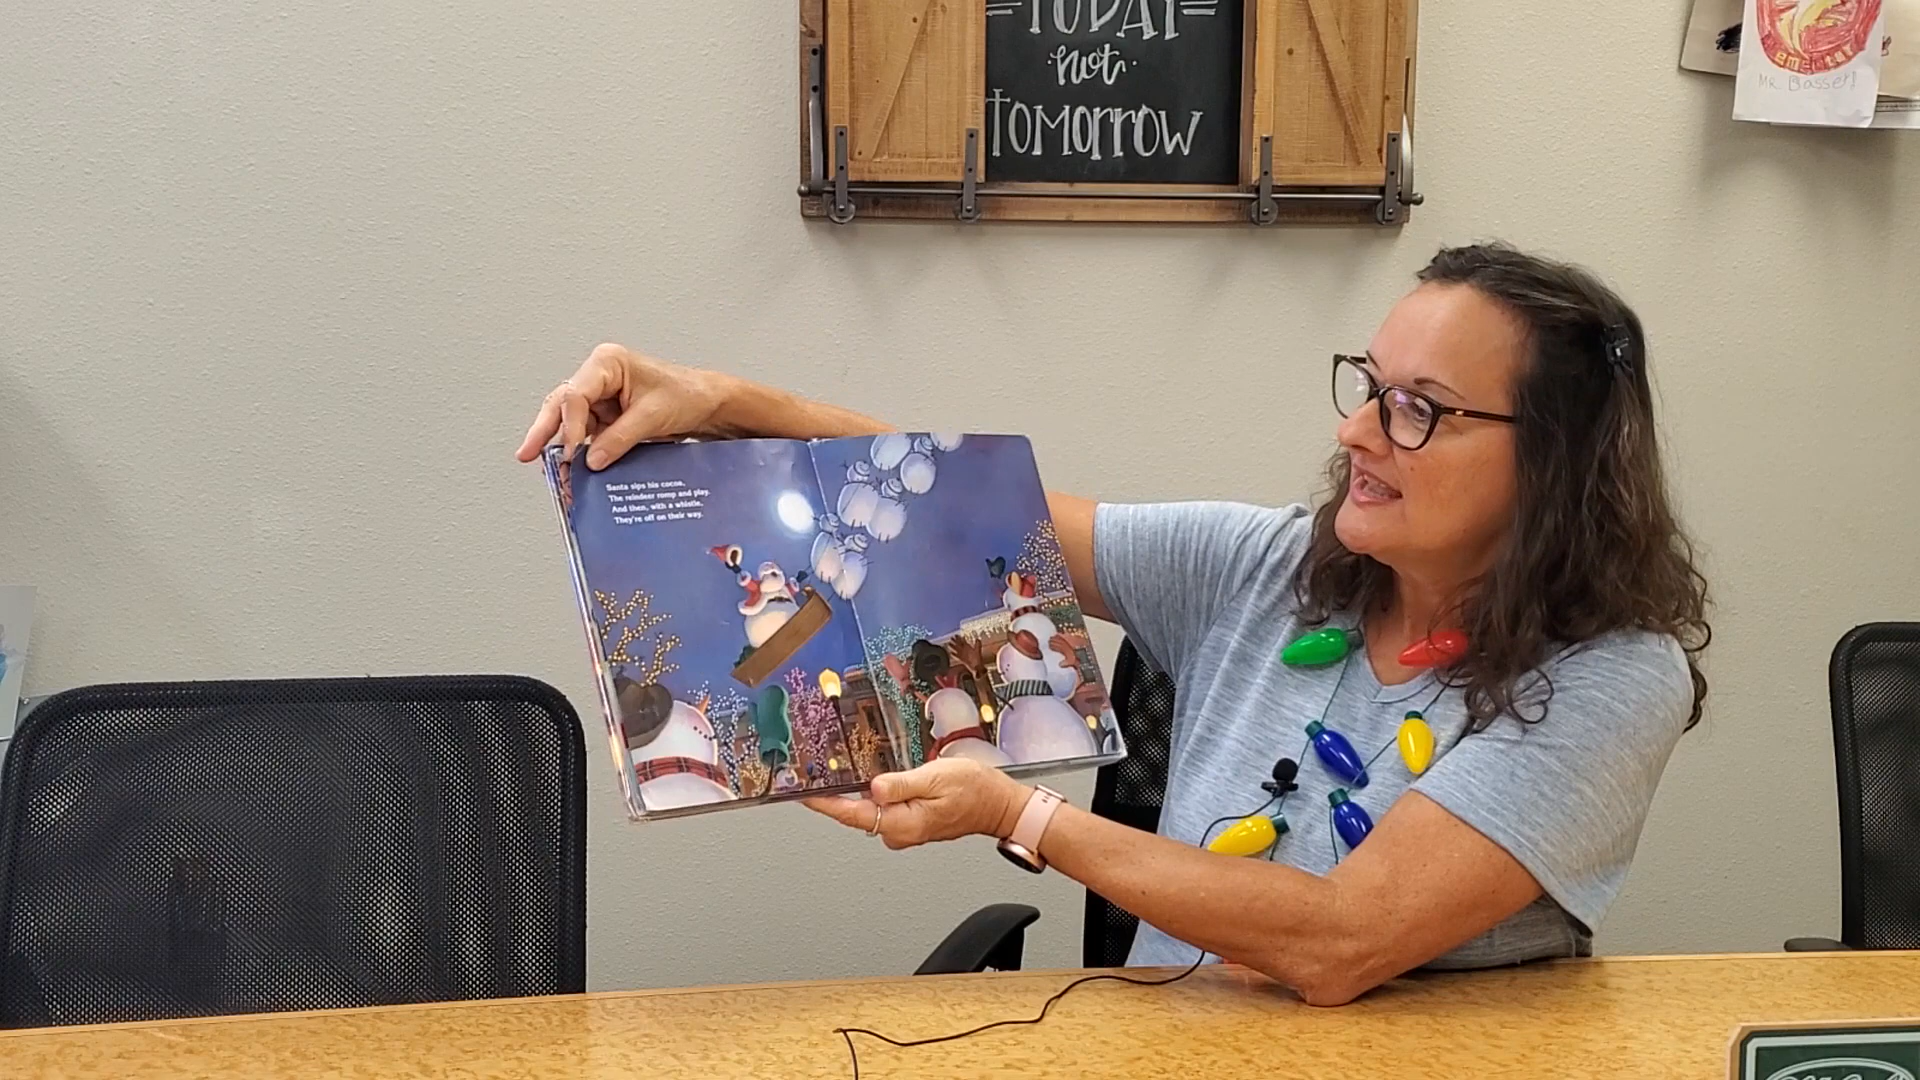 TODAY
not
TOMORROW
Mr. Basset!
Santa sips his cocoa,
The reindeer romp and play.
And then, with a whistle,
They're off on their way.